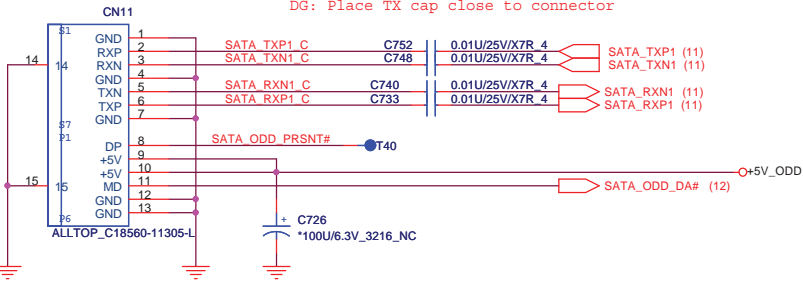 DG: Place TX cap close to connector
CN11
S1
GND 1
RXP 2 SATA_TXP1_C C752 0.01U/25V/X7R_4 SATA_TXP1 (11)
14 14 RXN 3 SATA_TXN1_C C748 0.01U/25V/X7R_4 SATA_TXN1 (11)
GND 4
TXN 5 SATA_RXN1_C C740 0.01U/25V/X7R_4 SATA_RXN1 (11)
TXP 6 SATA_RXP1_C C733 0.01U/25V/X7R_4 SATA_RXP1 (11)
GND 7
S7
P1
DP 8 SATA_ODD_PRSNT# T40
+5V 9
+5V 10 +5V_ODD
15 15 MD 11 SATA_ODD_DA# (12)
GND 12
GND 13
P6
+ C726
ALLTOP_C18560-11305-L *100U/6.3V_3216_NC